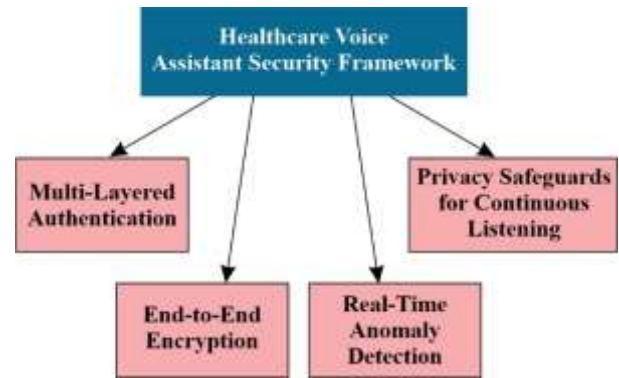 Healthcare Voice
Assistant Security Framework
Multi-Layered
Authentication
Privacy Safeguards
for Continuous
Listening
End-to-End
Encryption
Real-Time
Anomaly
Detection